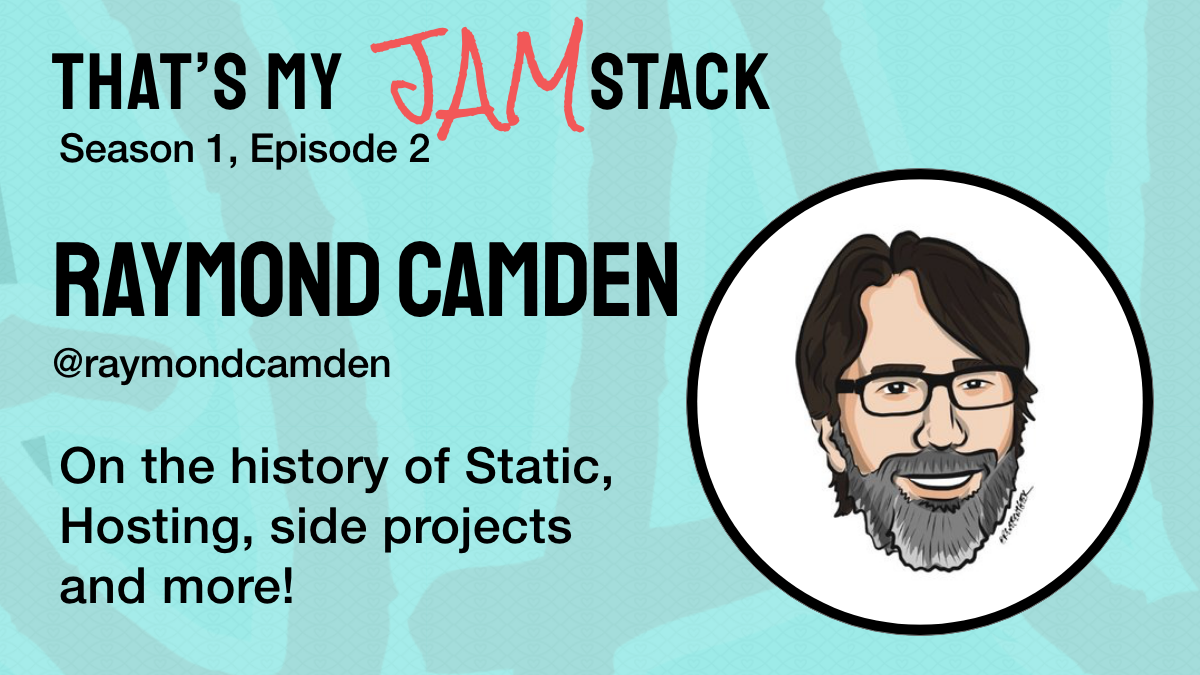 THAT'S MY JAMSTACK
Season 1, Episode 2
RAYMOND CAMDEN
@raymondcamden
On the history of Static,
Hosting, side projects
and more!